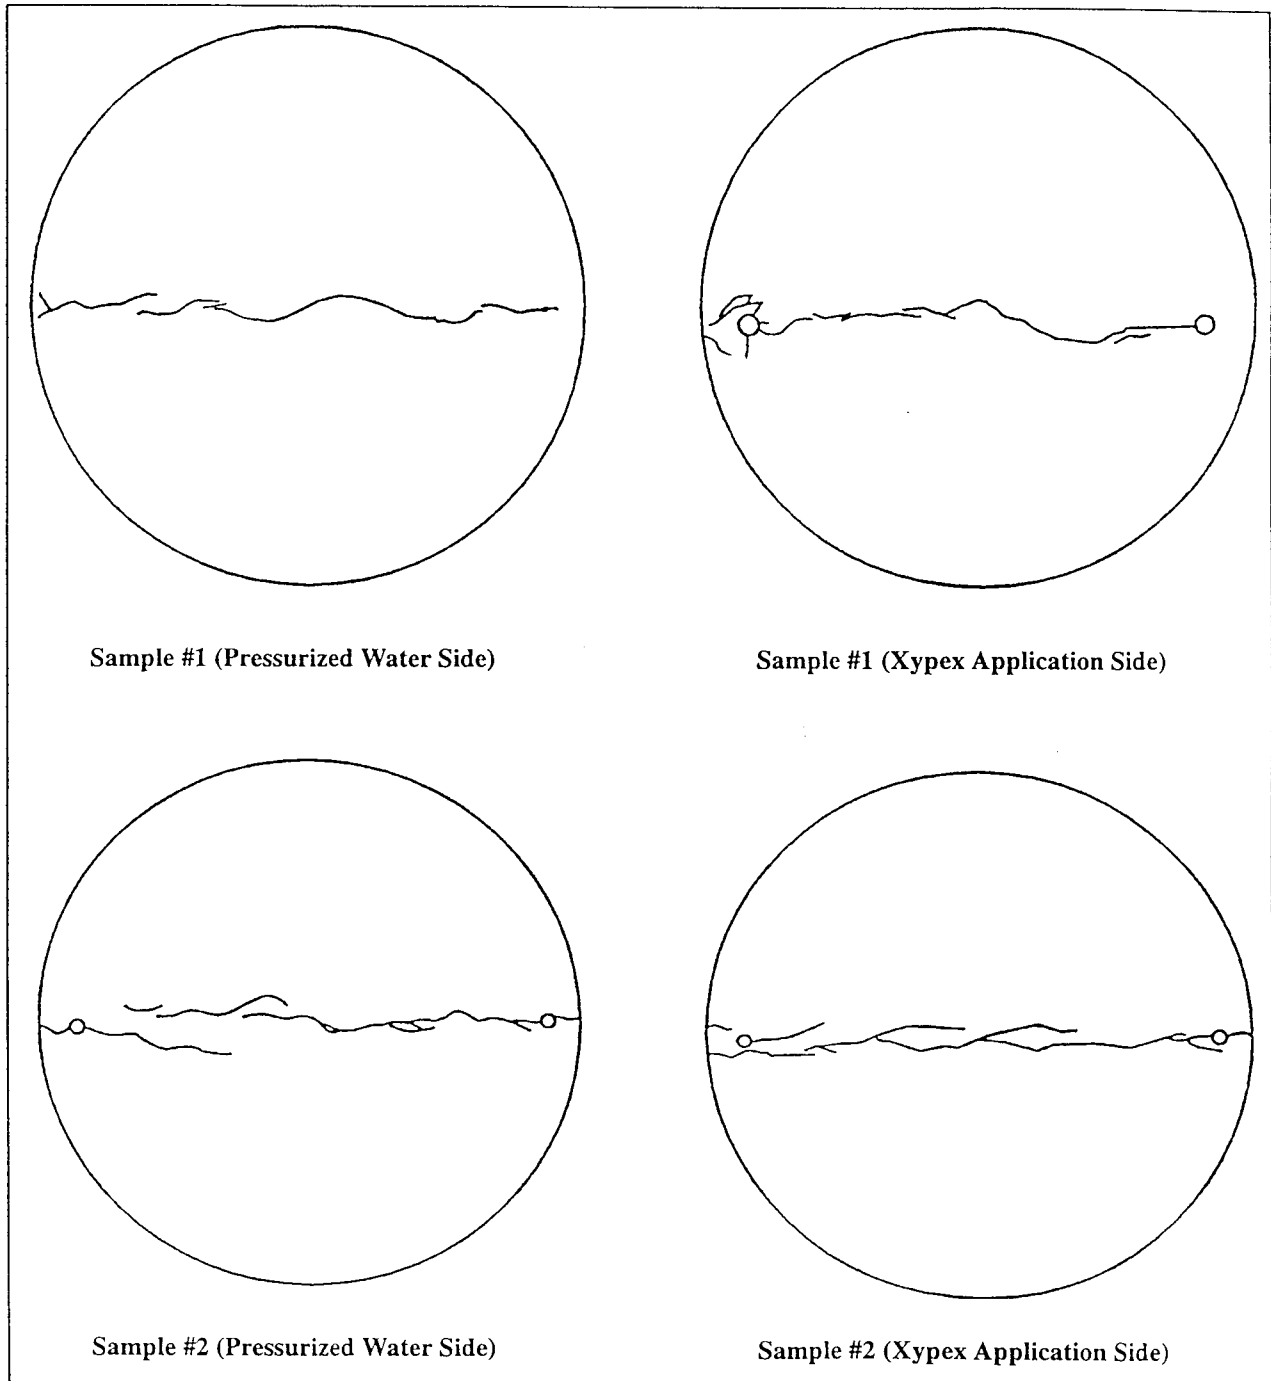 Sample #1 (Pressurized Water Side)
Sample #1 (Xypex Application Side)
Sample #2 (Pressurized Water Side)
Sample #2 (Xypex Application Side)